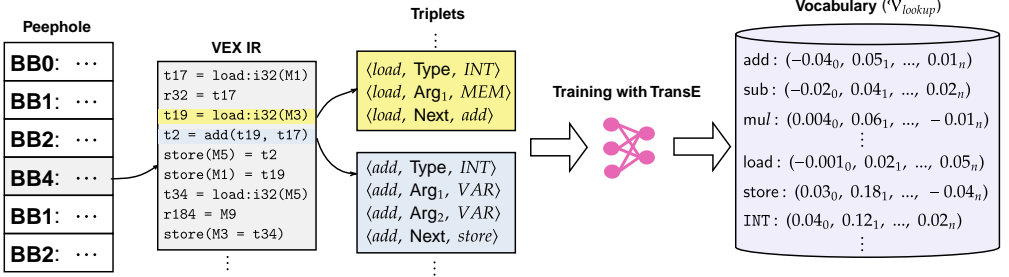 Peephole
BB0: ⋯
BB1: ⋯
BB2: ⋯
BB4: ⋯
BB1: ⋯
BB2: ⋯
VEX IR
t17 = load:i32(M1)
r32 = t17
t19 = load:i32(M3)
t2 = add(t19, t17)
store(M5) = t2
store(M1) = t19
t34 = load:i32(M5)
r184 = M9
store(M3 = t34)
⋮
Triplets
⋮
⟨load, Type, INT⟩
⟨load, Arg₁, MEM⟩
⟨load, Next, add⟩
⟨add, Type, INT⟩
⟨add, Arg₁, VAR⟩
⟨add, Arg₂, VAR⟩
⟨add, Next, store⟩
⋮
Training with TransE
Vocabulary (𝒱lookup)
add: (−0.04₀, 0.05₁, ..., 0.01ₙ)
sub: (−0.02₀, 0.04₁, ..., 0.02ₙ)
mul: (0.004₀, 0.06₁, ..., − 0.01ₙ)
⋮
load: (−0.001₀, 0.02₁, ..., 0.05ₙ)
store: (0.03₀, 0.18₁, ..., − 0.04ₙ)
INT: (0.04₀, 0.12₁, ..., 0.02ₙ)
⋮